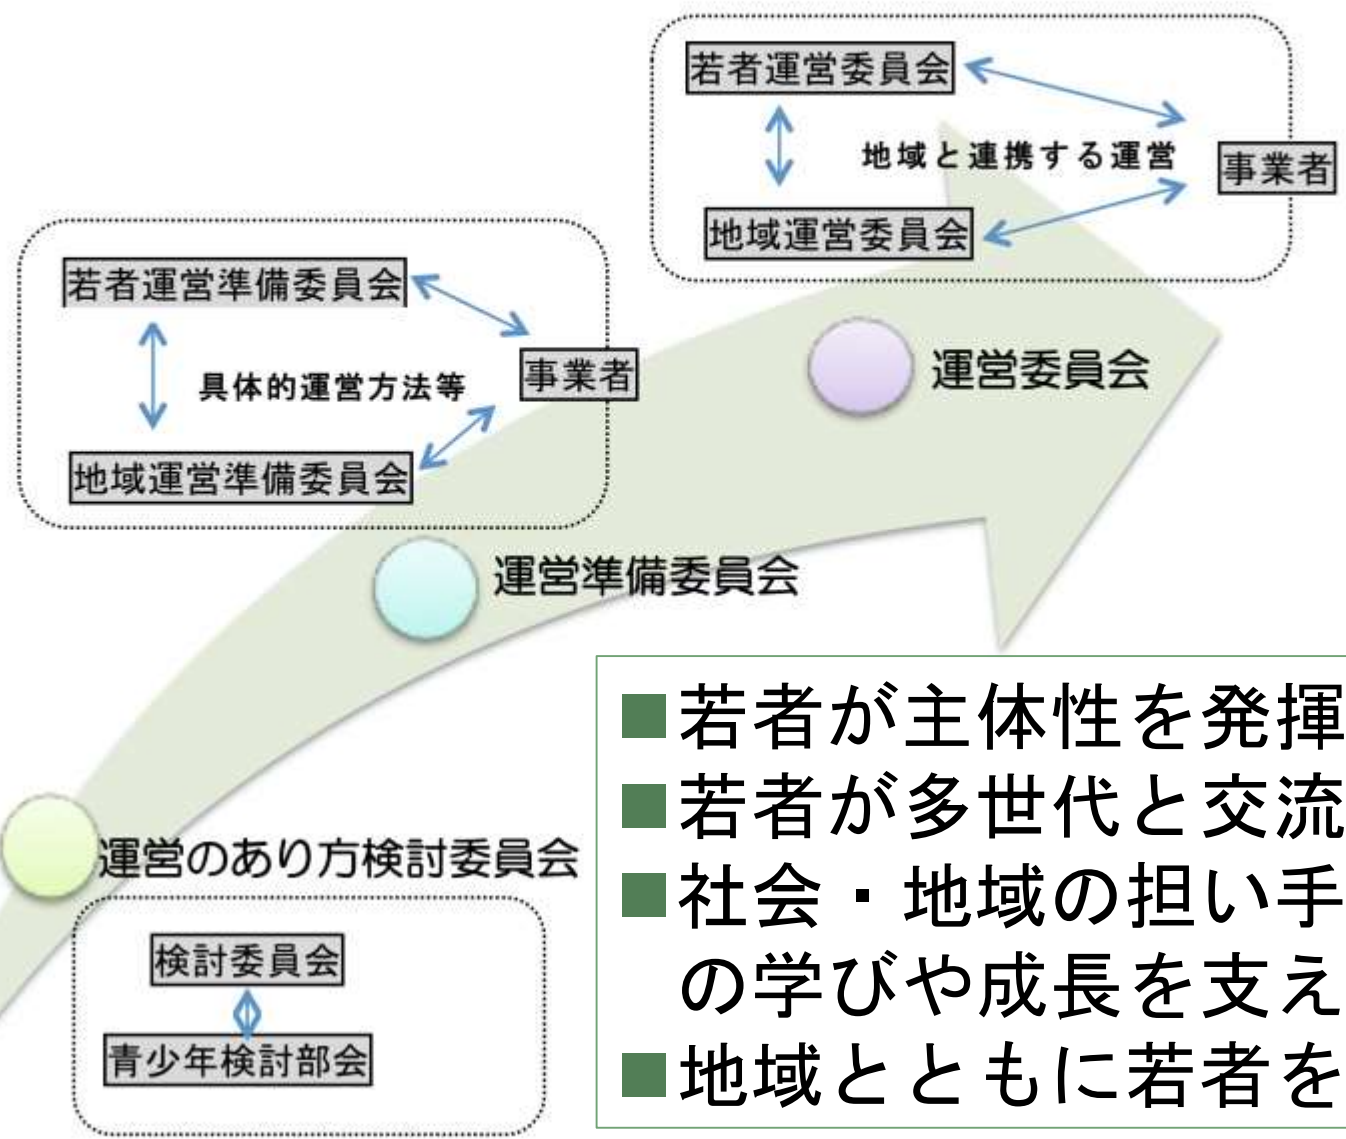 若者運営委員会
地域と連携する運営
事業者
地域運営委員会
若者運営準備委員会
具体的運営方法等
事業者
地域運営準備委員会
運営委員会
運営準備委員会
運営のあり方検討委員会
検討委員会
青少年検討部会
■若者が主体性を発揮
■若者が多世代と交流
■社会・地域の担い手
の学びや成長を支え
■地域とともに若者を